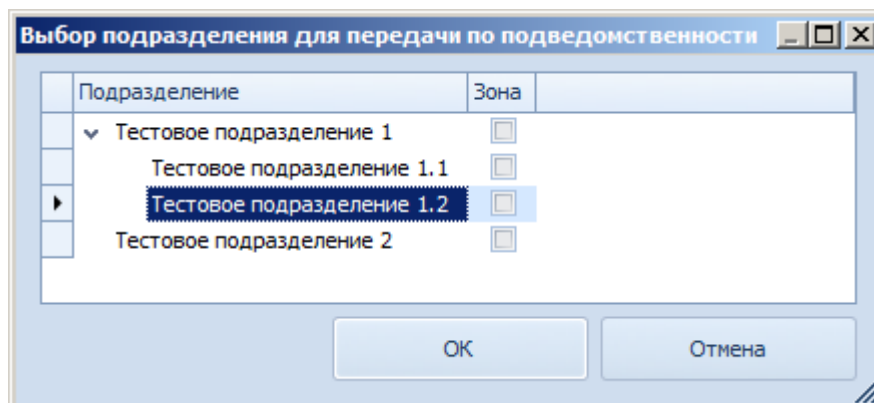 Выбор подразделения для передачи по подведомственности
Подразделение Зона
Тестовое подразделение 1
Тестовое подразделение 1.1
Тестовое подразделение 1.2
Тестовое подразделение 2
ОК Отмена